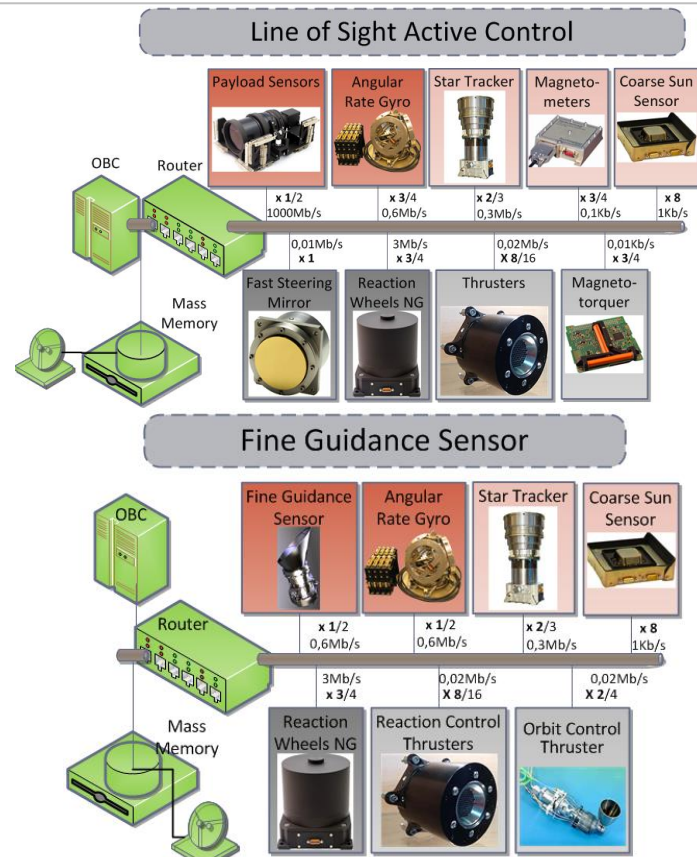 Line of Sight Active Control
Payload Sensors
Angular
Rate Gyro
Star Tracker
Magneto-
meters
Coarse Sun
Sensor
OBC
Router
x 1/2
1000Mb/s
x 3/4
0,6Mb/s
x 2/3
0,3Mb/s
x 3/4
0,1Kb/s
x 8
1Kb/s
0,01Mb/s
x 1
3Mb/s
x 3/4
0,02Mb/s
X 8/16
0,01Kb/s
x 3/4
Mass
Memory
Fast Steering
Mirror
Reaction
Wheels NG
Thrusters
Magneto-
torquer
Fine Guidance Sensor
OBC
Fine Guidance
Sensor
Angular
Rate Gyro
Star Tracker
Coarse Sun
Sensor
Router
x 1/2
0,6Mb/s
x 1/2
0,6Mb/s
x 2/3
0,3Mb/s
x 8
1Kb/s
3Mb/s
x 3/4
0,02Mb/s
X 8/16
0,02Mb/s
X 2/4
Mass
Memory
Reaction
Wheels NG
Reaction Control
Thrusters
Orbit Control
Thruster